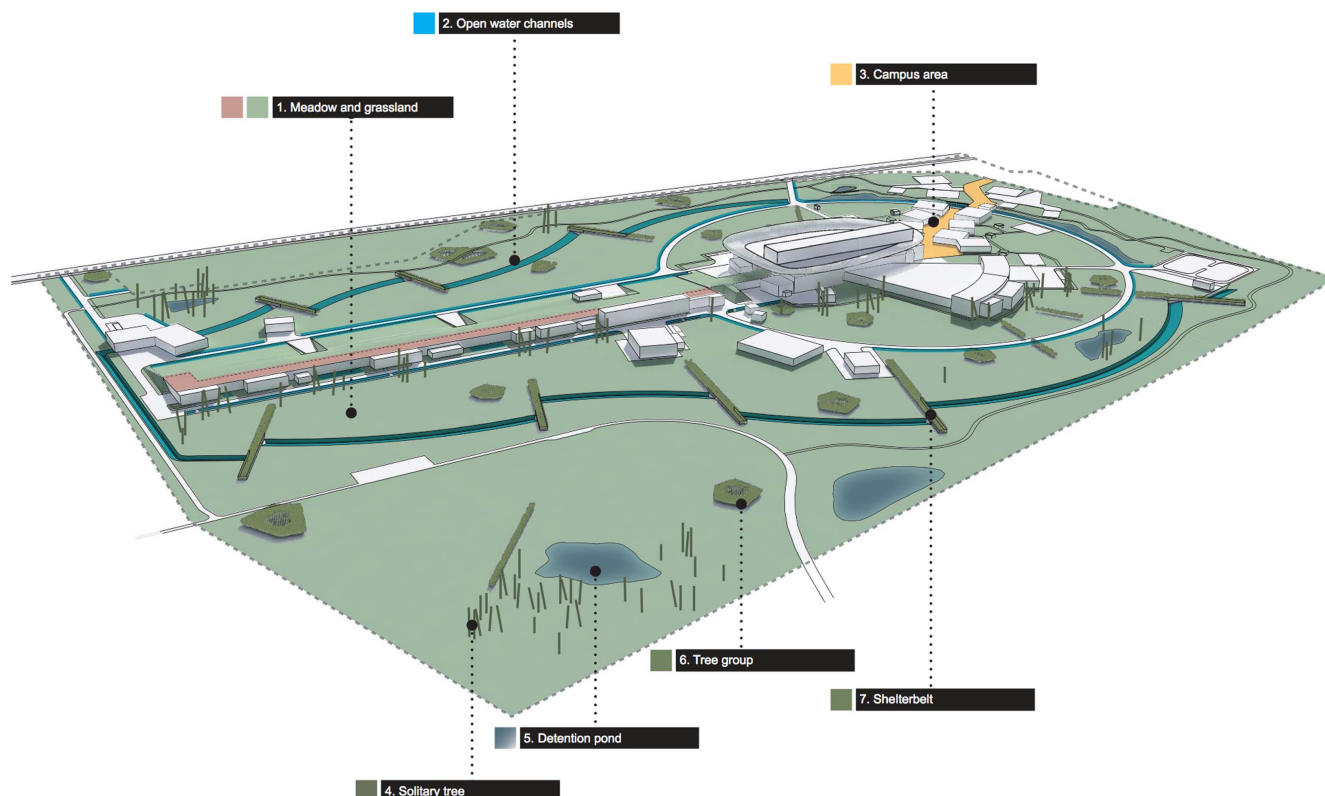 2. Open water channels
3. Campus area
1. Meadow and grassland
6. Tree group
7. Shelterbelt
5. Detention pond
4. Solitary tree